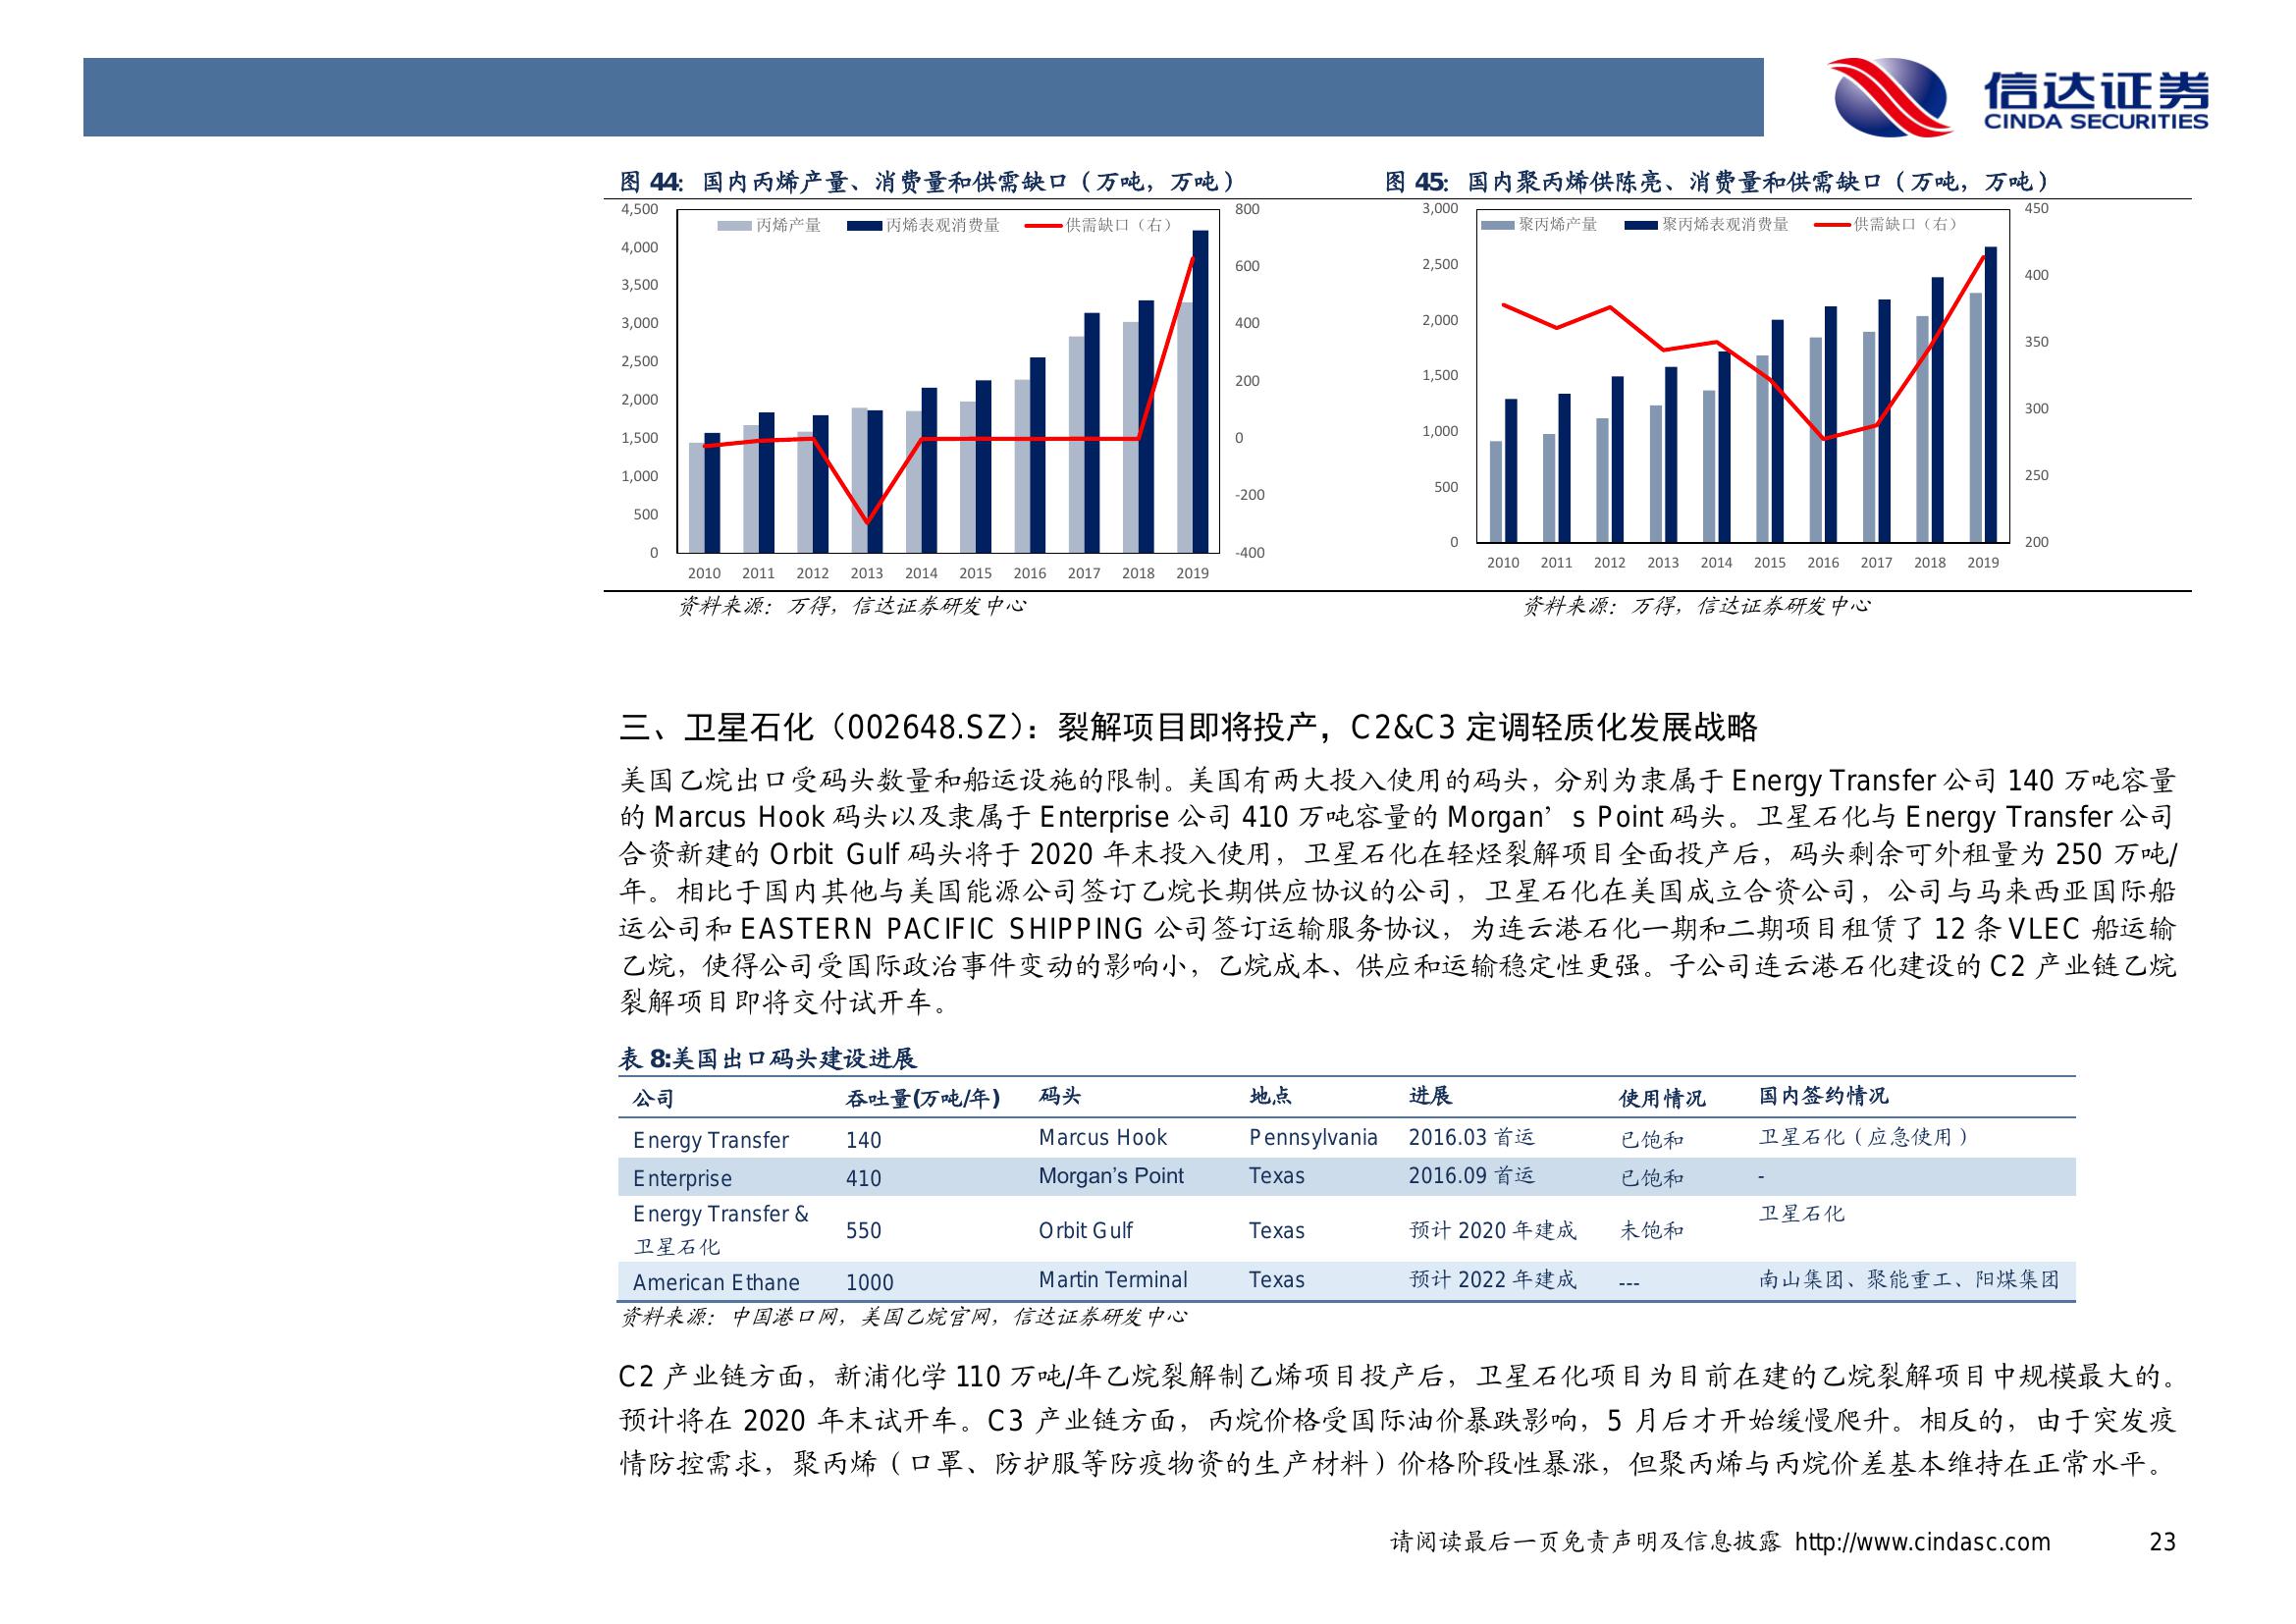 信达证券
CINDA SECURITIES
图 44: 国内丙烯产量、消费量和供需缺口（万吨，万吨）
4,500
4,000
3,500
3,000
2,500
2,000
1,500
1,000
500
0
丙烯产量 丙烯表观消费量 供需缺口（右）
800
600
400
200
0
-200
-400
2010 2011 2012 2013 2014 2015 2016 2017 2018 2019
资料来源：万得，信达证券研发中心
图 45: 国内聚丙烯供陈亮、消费量和供需缺口（万吨，万吨）
3,000
2,500
2,000
1,500
1,000
500
0
聚丙烯产量 聚丙烯表观消费量 供需缺口（右）
450
400
350
300
250
200
2010 2011 2012 2013 2014 2015 2016 2017 2018 2019
资料来源：万得，信达证券研发中心
三、卫星石化（002648.SZ）：裂解项目即将投产，C2&C3 定调轻质化发展战略
美国乙烷出口受码头数量和船运设施的限制。美国有两大投入使用的码头，分别为隶属于 Energy Transfer 公司 140 万吨容量
的 Marcus Hook 码头以及隶属于 Enterprise 公司 410 万吨容量的 Morgan’s Point 码头。卫星石化与 Energy Transfer 公司
合资新建的 Orbit Gulf 码头将于 2020 年末投入使用，卫星石化在轻烃裂解项目全面投产后，码头剩余可外租量为 250 万吨/
年。相比于国内其他与美国能源公司签订乙烷长期供应协议的公司，卫星石化在美国成立合资公司，公司与马来西亚国际船
运公司和 EASTERN PACIFIC SHIPPING 公司签订运输服务协议，为连云港石化一期和二期项目租赁了 12 条 VLEC 船运输
乙烷，使得公司受国际政治事件变动的影响小，乙烷成本、供应和运输稳定性更强。子公司连云港石化建设的 C2 产业链乙烷
裂解项目即将交付试开车。
表 8:美国出口码头建设进展
公司 吞吐量(万吨/年) 码头 地点 进展 使用情况 国内签约情况
Energy Transfer 140 Marcus Hook Pennsylvania 2016.03 首运 已饱和 卫星石化（应急使用）
Enterprise 410 Morgan's Point Texas 2016.09 首运 已饱和 -
Energy Transfer &
卫星石化 550 Orbit Gulf Texas 预计 2020 年建成 未饱和 卫星石化
American Ethane 1000 Martin Terminal Texas 预计 2022 年建成 --- 南山集团、聚能重工、阳煤集团
资料来源：中国港口网，美国乙烷官网，信达证券研发中心
C2 产业链方面，新浦化学 110 万吨/年乙烷裂解制乙烯项目投产后，卫星石化项目为目前在建的乙烷裂解项目中规模最大的。
预计将在 2020 年末试开车。C3 产业链方面，丙烷价格受国际油价暴跌影响，5 月后才开始缓慢爬升。相反的，由于突发疫
情防控需求，聚丙烯（口罩、防护服等防疫物资的生产材料）价格阶段性暴涨，但聚丙烯与丙烷价差基本维持在正常水平。
请阅读最后一页免责声明及信息披露 http://www.cindasc.com 23